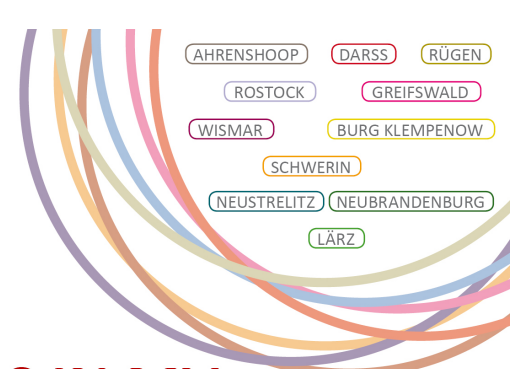 AHRENSHOOP DARSS RÜGEN
ROSTOCK GREIFSWALD
WISMAR BURG KLEMPENOW
SCHWERIN
NEUSTRELITZ NEUBRANDENBURG
LÄRZ